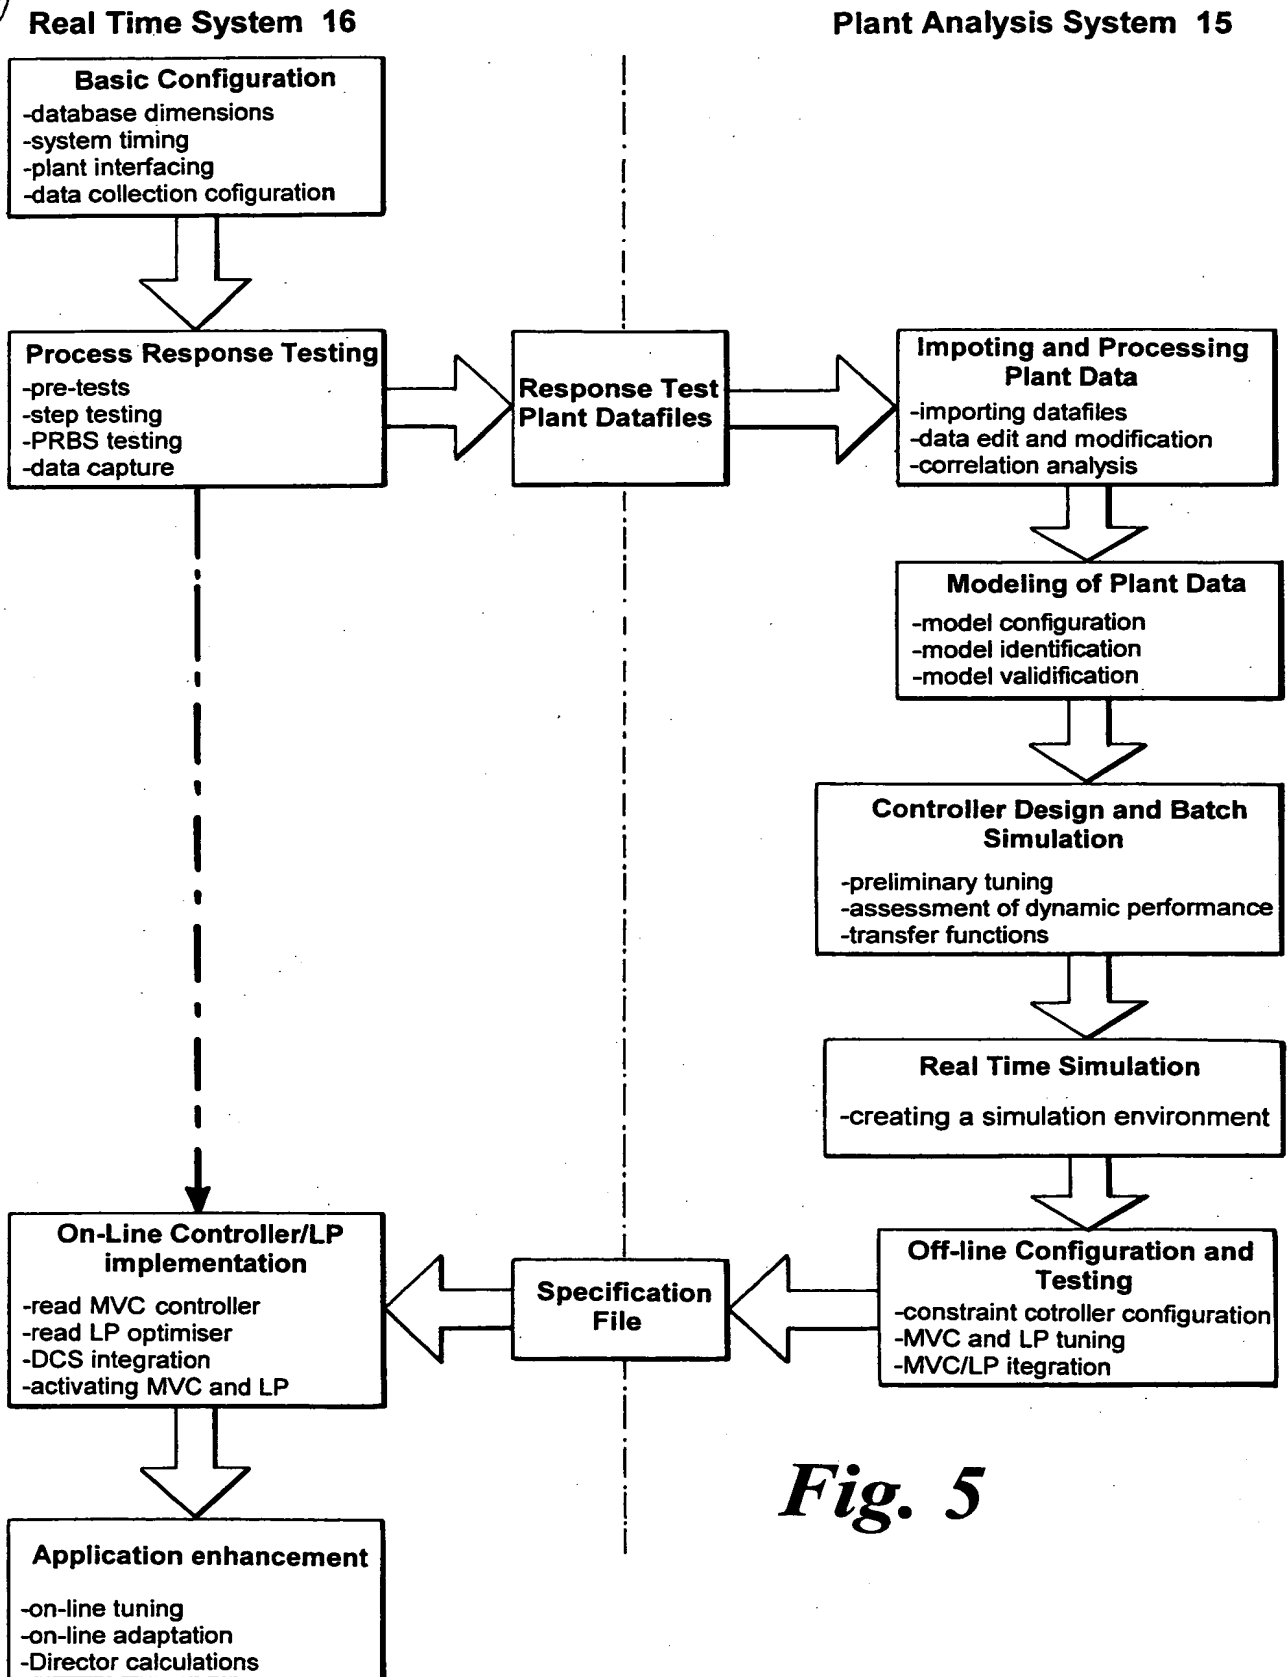 Real Time System 16
Plant Analysis System 15
Basic Configuration
-database dimensions
-system timing
-plant interfacing
-data collection cofiguration
Process Response Testing
-pre-tests
-step testing
-PRBS testing
-data capture
Response Test
Plant Datafiles
Impoting and Processing
Plant Data
-importing datafiles
-data edit and modification
-correlation analysis
Modeling of Plant Data
-model configuration
-model identification
-model validification
Controller Design and Batch
Simulation
-preliminary tuning
-assessment of dynamic performance
-transfer functions
Real Time Simulation
-creating a simulation environment
Off-line Configuration and
Testing
-constraint cotroller configuration
-MVC and LP tuning
-MVC/LP itegration
Specification
File
On-Line Controller/LP
implementation
-read MVC controller
-read LP optimiser
-DCS integration
-activating MVC and LP
Application enhancement
-on-line tuning
-on-line adaptation
-Director calculations
Fig. 5